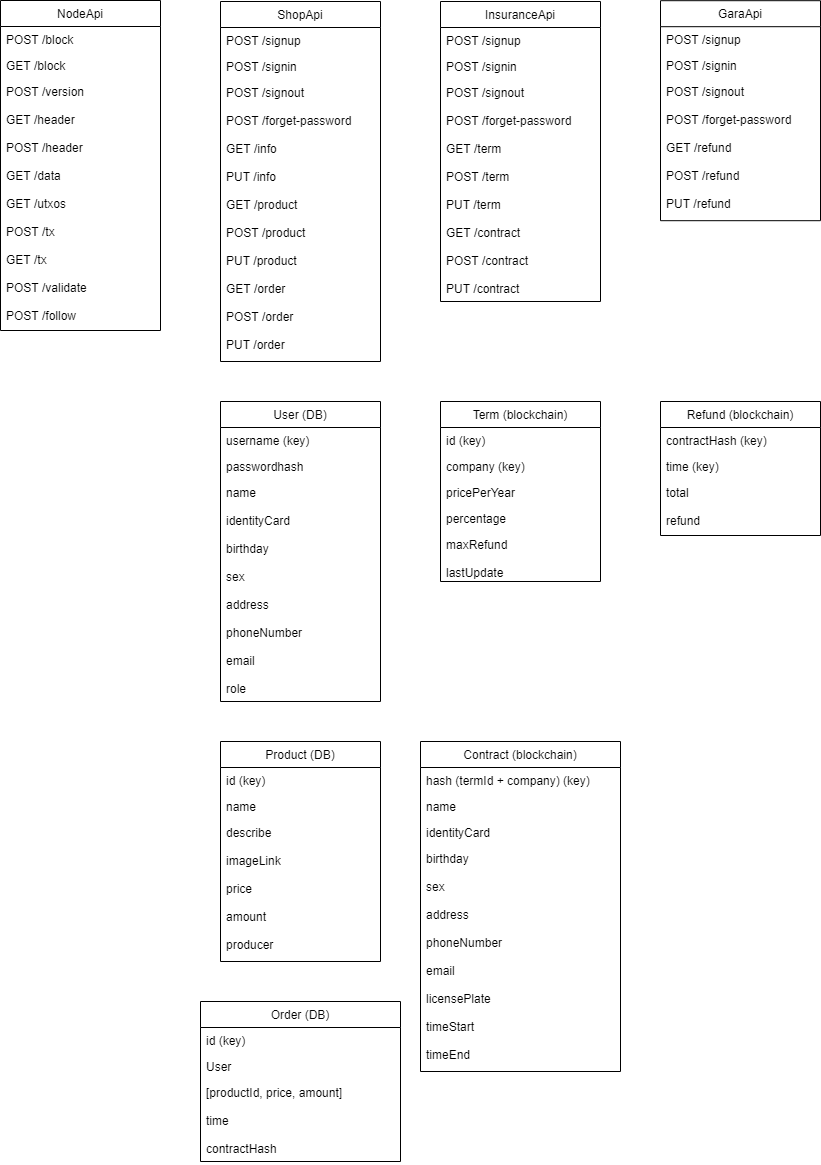 NodeApi
POST /block
GET /block
POST /version
GET /header
POST /header
GET /data
GET /utxos
POST /tx
GET /tx
POST /validate
POST /follow
ShopApi
POST /signup
POST /signin
POST /signout
POST /forget-password
GET /info
PUT /info
GET /product
POST /product
PUT /product
GET /order
POST /order
PUT /order
InsuranceApi
POST /signup
POST /signin
POST /signout
POST /forget-password
GET /term
POST /term
PUT /term
GET /contract
POST /contract
PUT /contract
GaraApi
POST /signup
POST /signin
POST /signout
POST /forget-password
GET /refund
POST /refund
PUT /refund
User (DB)
username (key)
passwordhash
name
identityCard
birthday
sex
address
phoneNumber
email
role
Term (blockchain)
id (key)
company (key)
pricePerYear
percentage
maxRefund
lastUpdate
Refund (blockchain)
contractHash (key)
time (key)
total
refund
Product (DB)
id (key)
name
describe
imageLink
price
amount
producer
Contract (blockchain)
hash (termId + company) (key)
name
identityCard
birthday
sex
address
phoneNumber
email
licensePlate
timeStart
timeEnd
Order (DB)
id (key)
User
[productId, price, amount]
time
contractHash